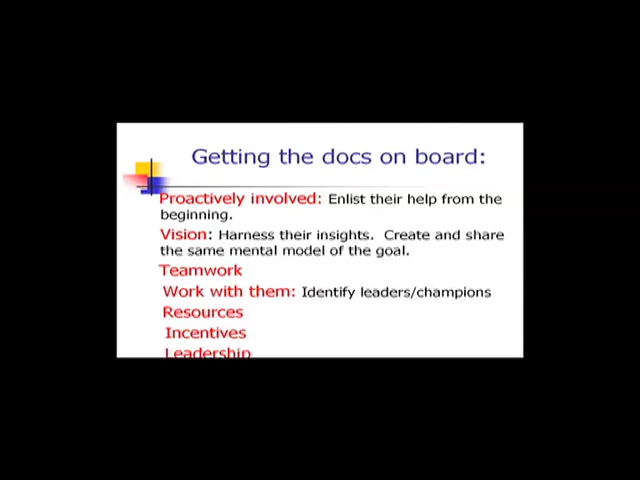 Getting the docs on board:
Proactively involved: Enlist their help from the
beginning.
Vision: Harness their insights. Create and share
the same mental model of the goal.
Teamwork
Work with them: Identify leaders/champions
Resources
Incentives
Leadership